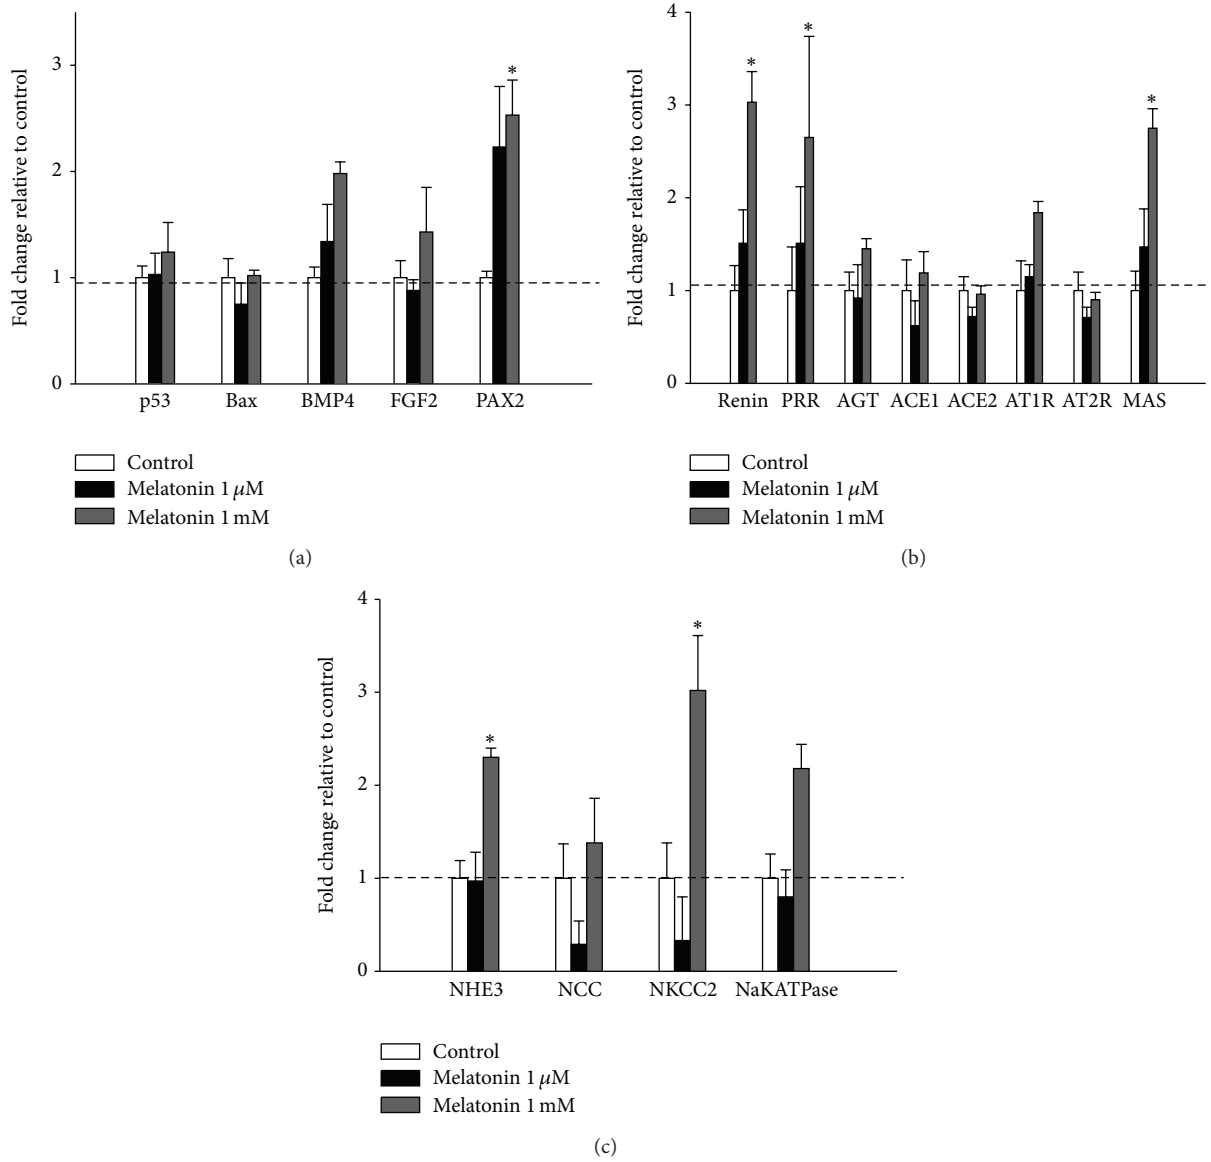 Fold change relative to control
3
2
1
0
*
p53 Bax BMP4 FGF2 PAX2
Control
Melatonin 1 μM
Melatonin 1 mM
(a)
Fold change relative to control
4
3
2
1
0
* * *
Renin PRR AGT ACE1 ACE2 AT1R AT2R MAS
Control
Melatonin 1 μM
Melatonin 1 mM
(b)
Fold change relative to control
4
3
2
1
0
* *
NHE3 NCC NKCC2 NaKATPase
Control
Melatonin 1 μM
Melatonin 1 mM
(c)